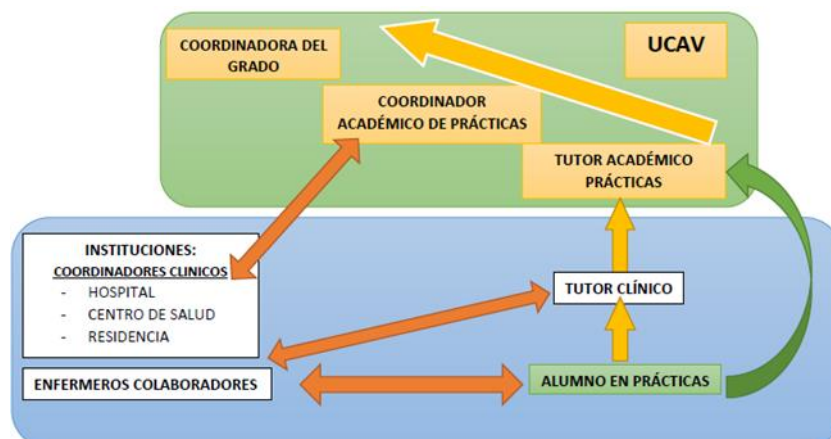 COORDINADORA DEL
GRADO
UCAV
COORDINADOR
ACADÉMICO DE PRÁCTICAS
TUTOR ACADÉMICO
PRÁCTICAS
INSTITUCIONES:
COORDINADORES CLINICOS
- HOSPITAL
- CENTRO DE SALUD
- RESIDENCIA
TUTOR CLÍNICO
ENFERMEROS COLABORADORES
ALUMNO EN PRÁCTICAS